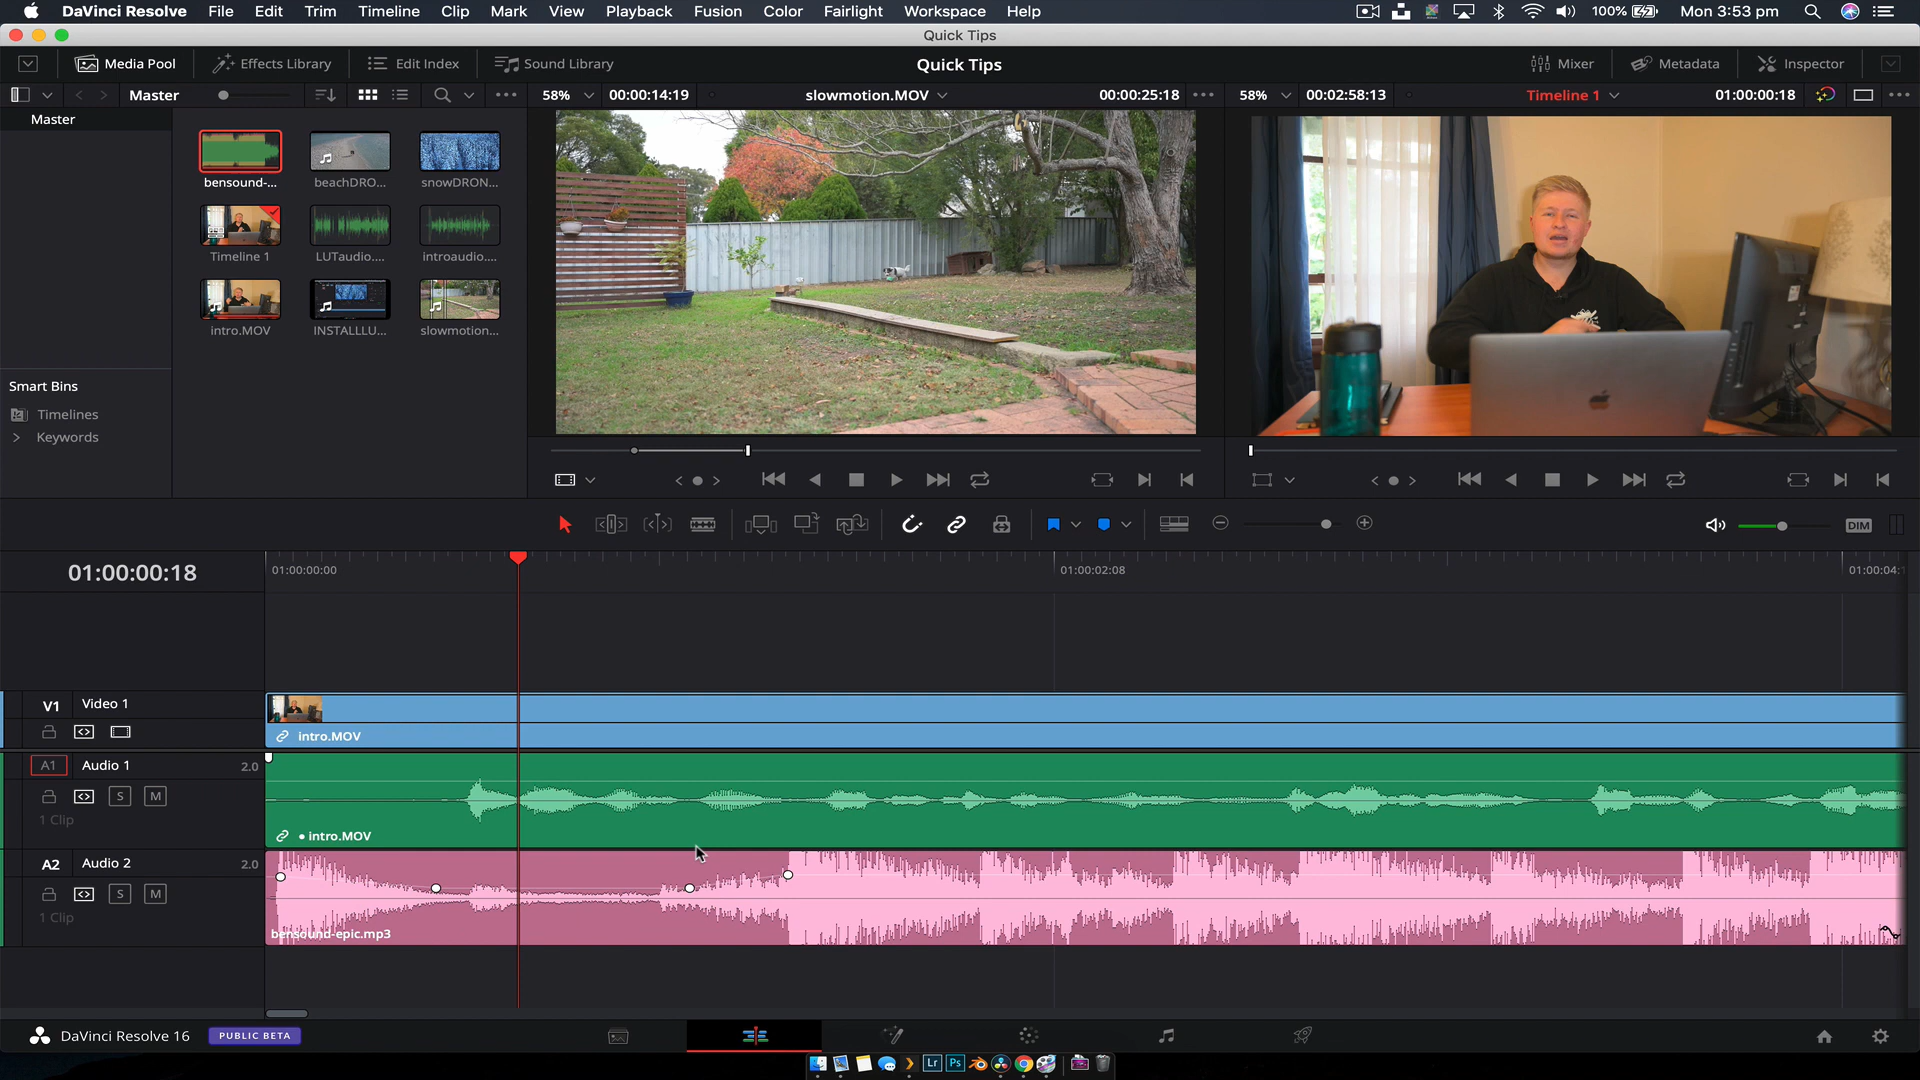 DaVinci Resolve File Edit Trim Timeline Clip Mark View Playback Fusion Color Fairlight Workspace Help 100% Mon 3:53 pm
Quick Tips
Media Pool Effects Library Edit Index Sound Library Quick Tips Mixer Metadata Inspector
Master 58% 00:00:14:19 slowmotion.MOV 00:00:25:18 58% 00:02:58:13 Timeline 1 01:00:00:18
Master
bensound-... beachDRO... snowDRON...
Timeline 1 LUTaudio.... introaudio....
intro.MOV INSTALLLU... slowmotion...
Smart Bins
Timelines
Keywords
DIM
01:00:00:18 01:00:00:00 01:00:02:08 01:00:04:
V1 Video 1
intro.MOV
A1 Audio 1 2.0
S M
1 Clip
intro.MOV
A2 Audio 2 2.0
S M
1 Clip
bensound-epic.mp3
DaVinci Resolve 16 PUBLIC BETA
Lr Ps